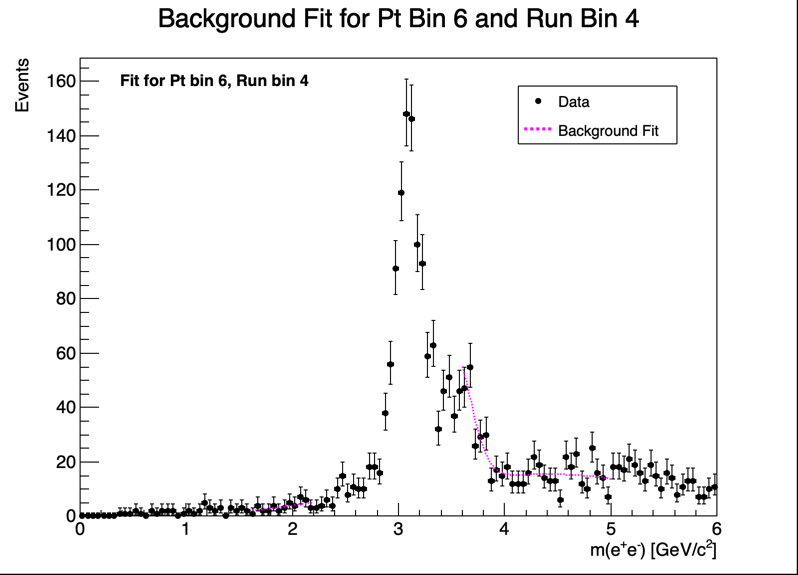 Background Fit for Pt Bin 6 and Run Bin 4
Events
Fit for Pt bin 6, Run bin 4
Data
Background Fit
160
140
120
100
80
60
40
20
0
0 1 2 3 4 5 6
m(e⁺e⁻) [GeV/c²]